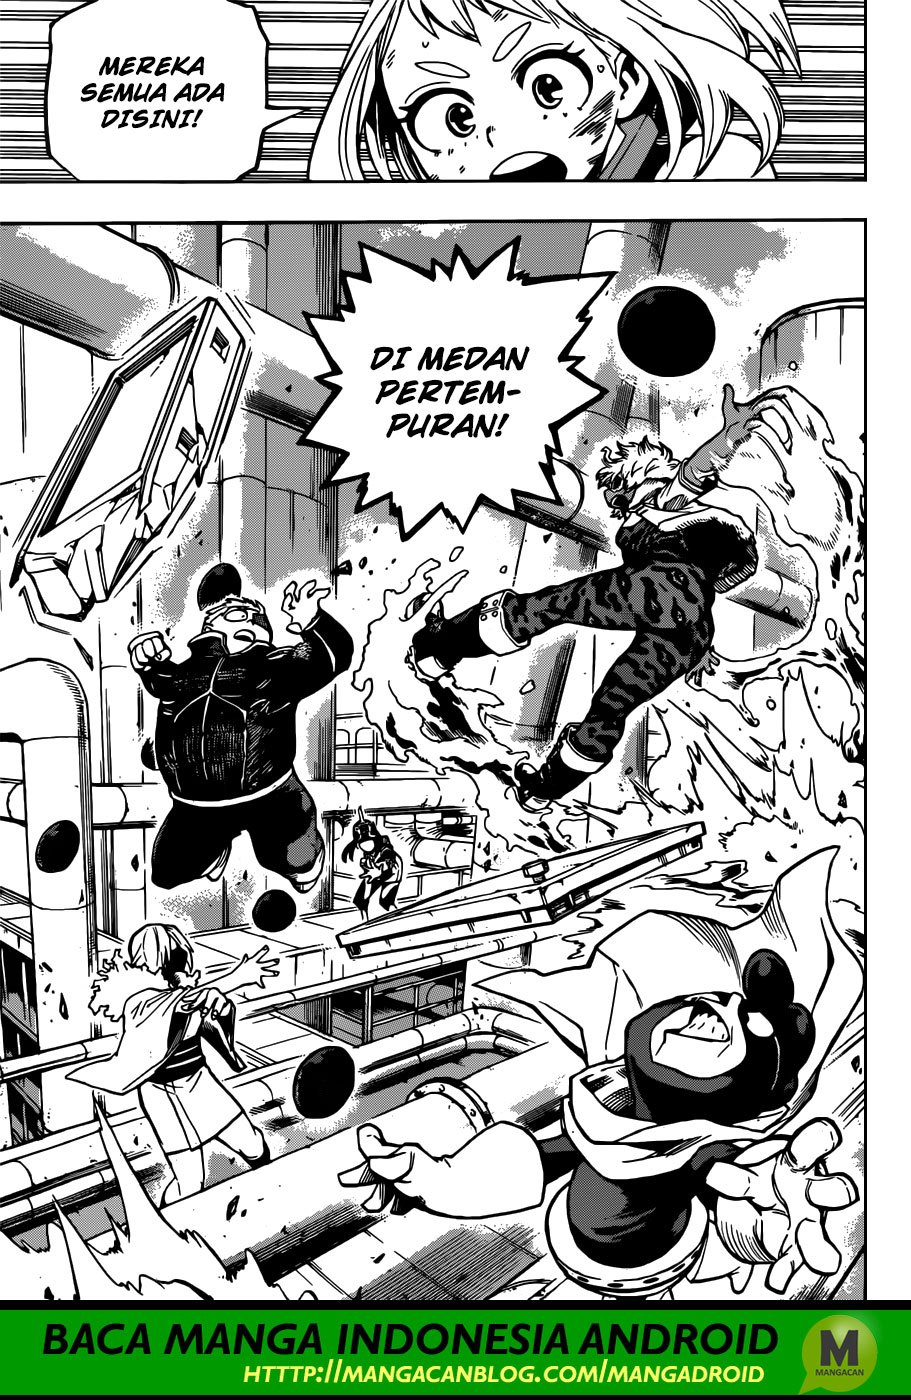 MEREKA
SEMUA ADA
DISINI!
DI MEDAN
PERTEM-
PURAN!
BACA MANGA INDONESIA ANDROID
HTTTP://MANGACANBLOG.COM/MANGADROID
M
MANGACAN